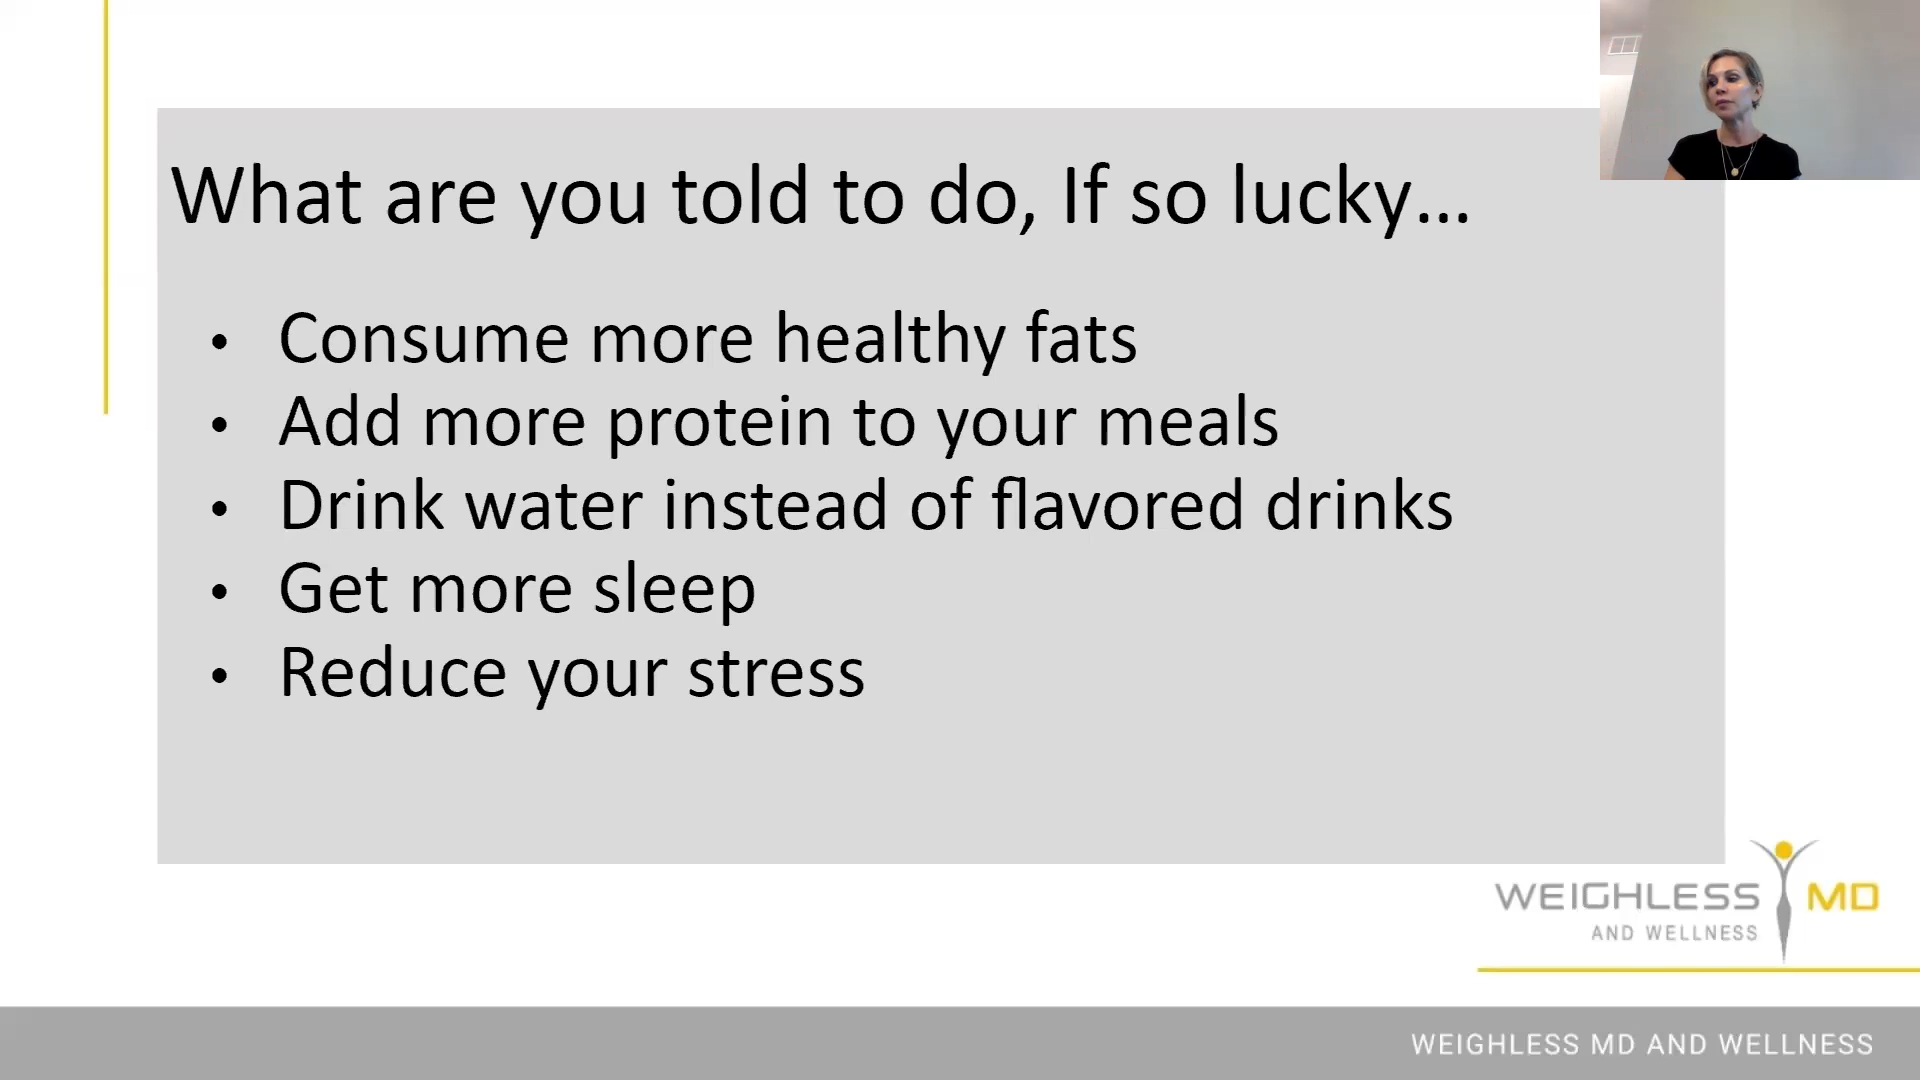 What are you told to do, If so lucky...
• Consume more healthy fats
• Add more protein to your meals
• Drink water instead of flavored drinks
• Get more sleep
• Reduce your stress
WEIGHLESS MD
AND WELLNESS
WEIGHLESS MD AND WELLNESS